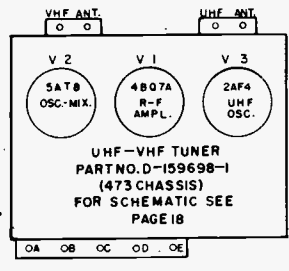 VHF ANT. UHF ANT.
V 2 V 1 V 3
5AT8 4BQ7A 2AF4
OSC.-MIX. R-F UHF
AMPL. OSC.
UHF-VHF TUNER
PART NO. D-159698-1
(473 CHASSIS)
FOR SCHEMATIC SEE
PAGE 18
OA OB OC OD OE